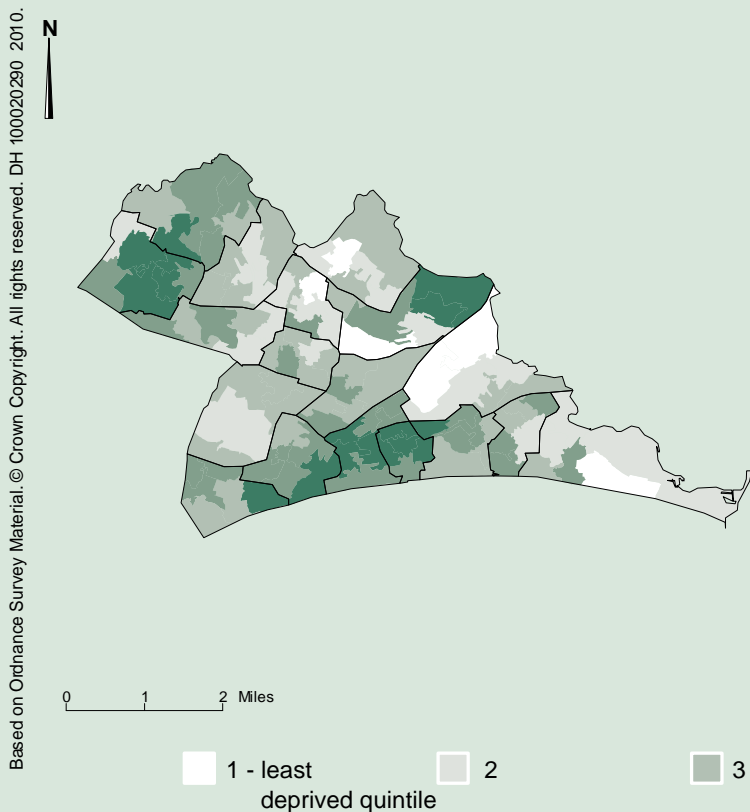 Based on Ordnance Survey Material. © Crown Copyright. All rights reserved. DH 100020290 2010.
N
0 1 2 Miles
1 - least
deprived quintile
2
3